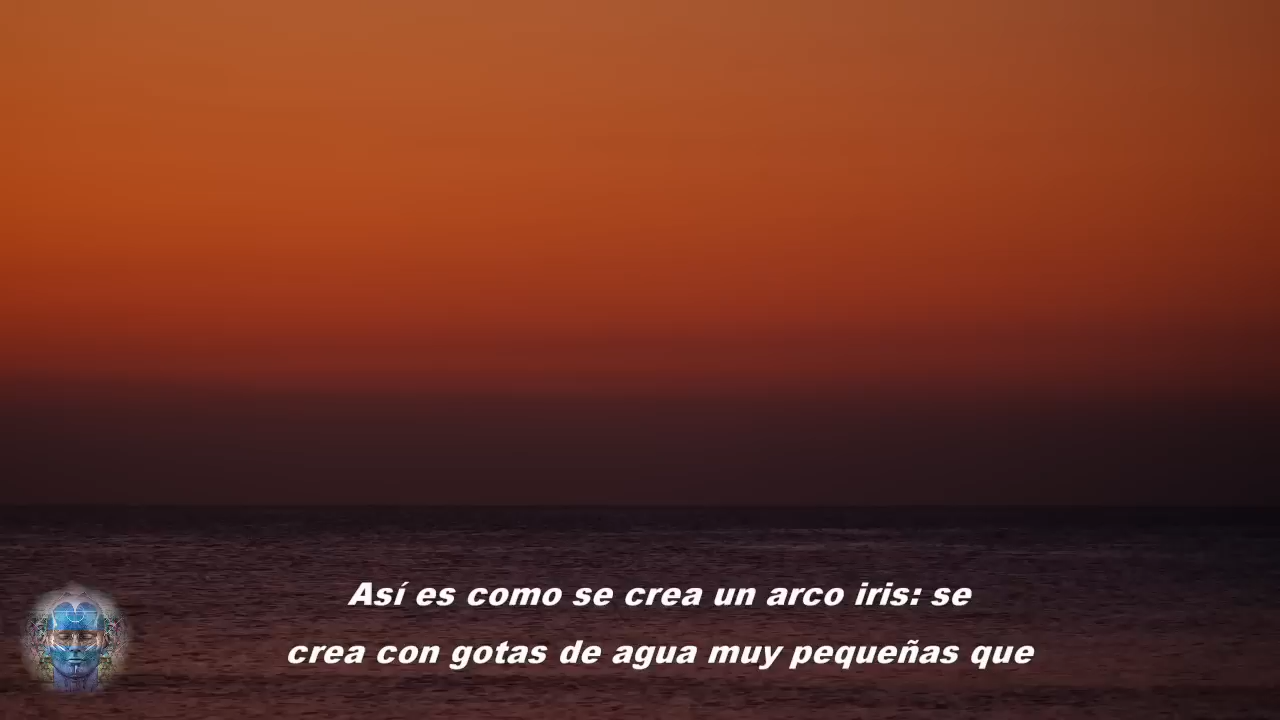 Así es como se crea un arco iris: se
crea con gotas de agua muy pequeñas que